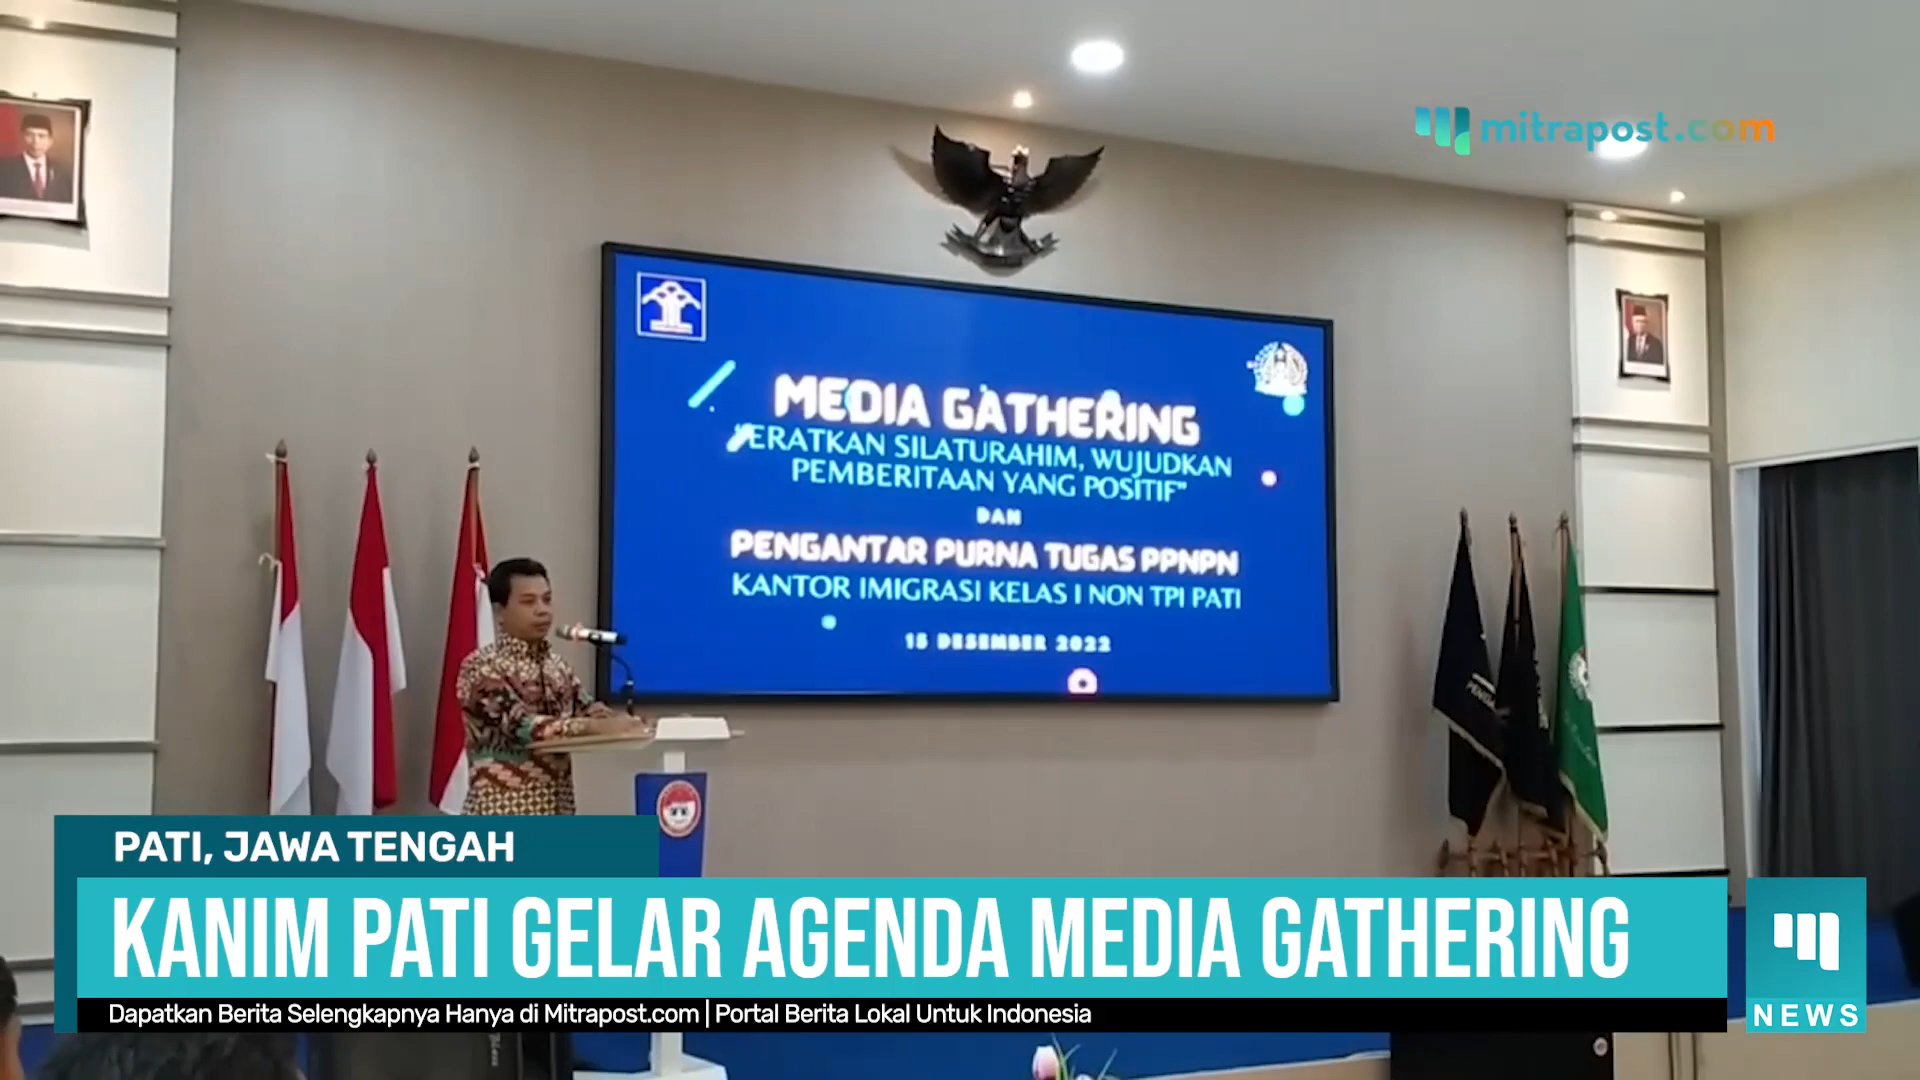 mitrapost.com
MEDIA GATHERING
"ERATKAN SILATURAHIM, WUJUDKAN
PEMBERITAAN YANG POSITIF"
DAN
PENGANTAR PURNA TUGAS PPNPN
KANTOR IMIGRASI KELAS I NON TPI PATI
15 DESEMBER 2022
PATI, JAWA TENGAH
KANIM PATI GELAR AGENDA MEDIA GATHERING
Dapatkan Berita Selengkapnya Hanya di Mitrapost.com | Portal Berita Lokal Untuk Indonesia
NEWS